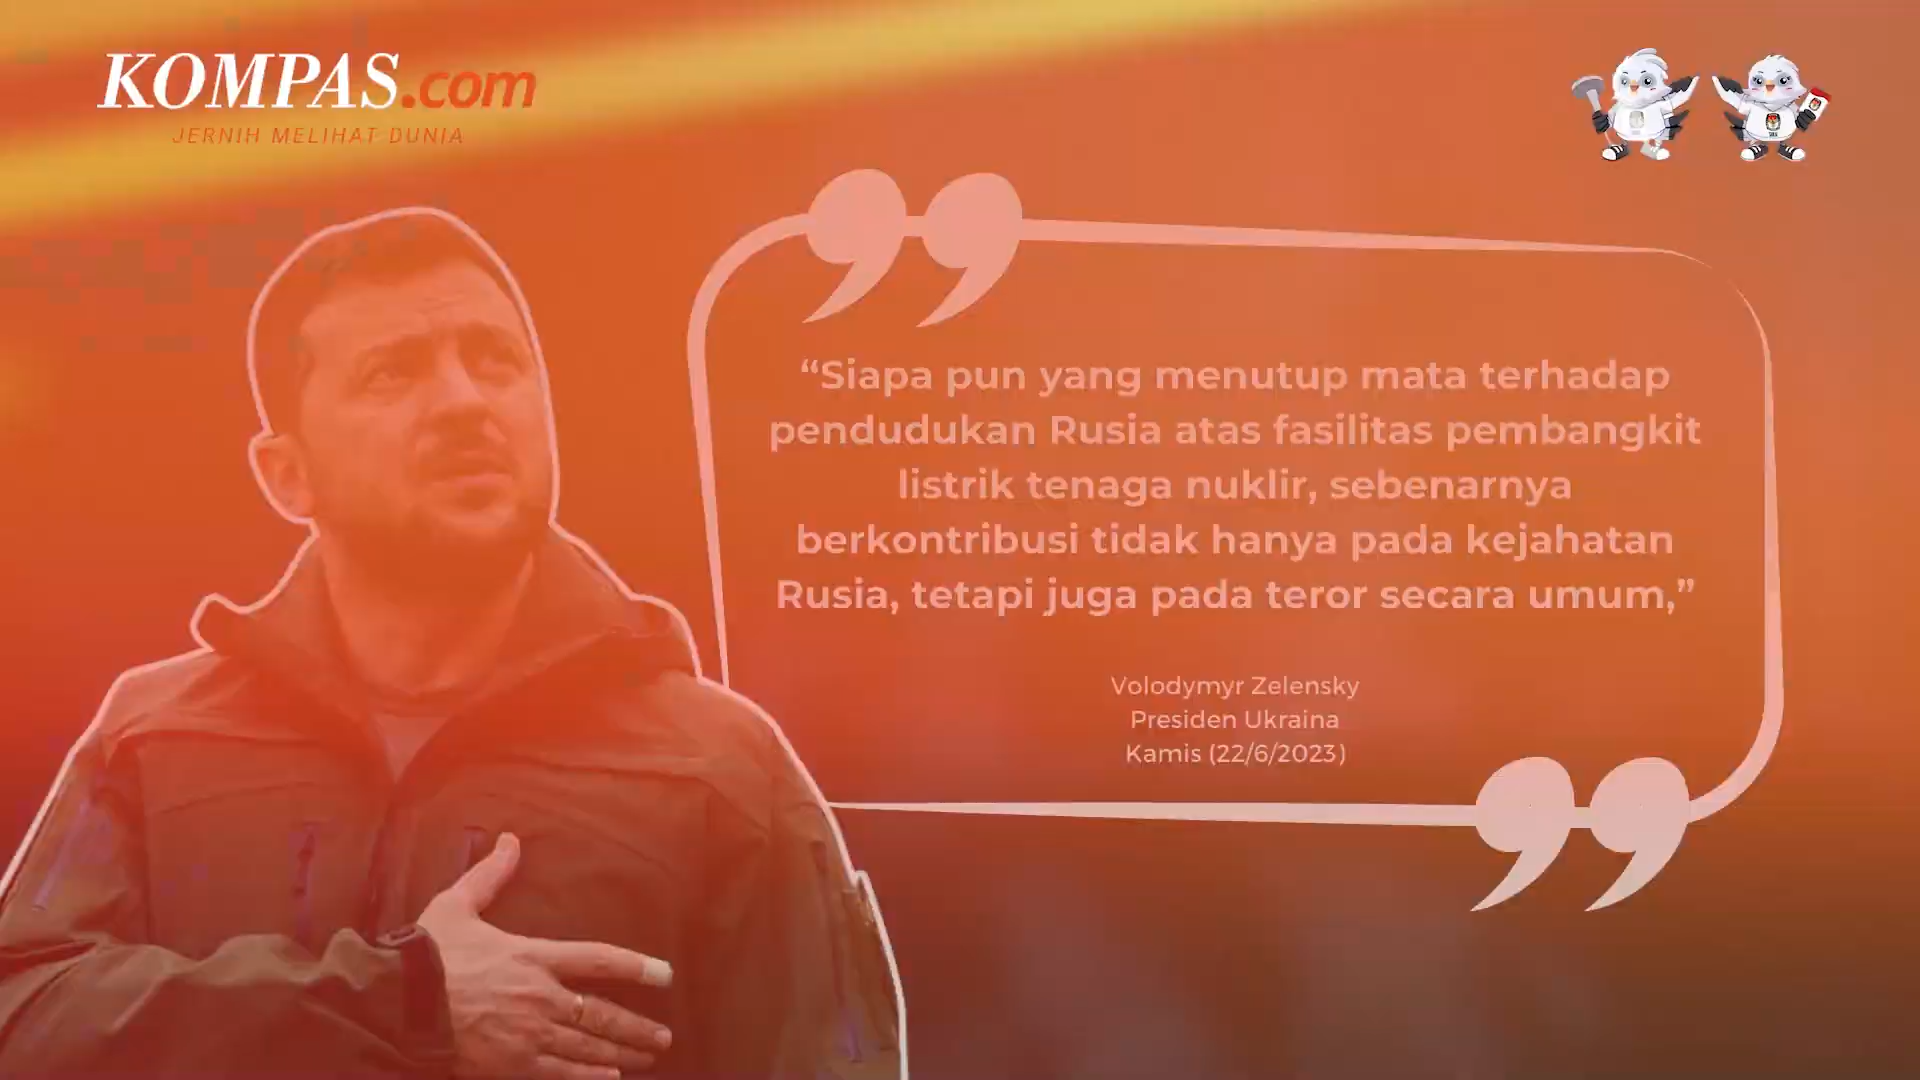 KOMPAS.com
JERNIH MELIHAT DUNIA
“Siapa pun yang menutup mata terhadap
pendudukan Rusia atas fasilitas pembangkit
listrik tenaga nuklir, sebenarnya
berkontribusi tidak hanya pada kejahatan
Rusia, tetapi juga pada teror secara umum,”
Volodymyr Zelensky
Presiden Ukraina
Kamis (22/6/2023)